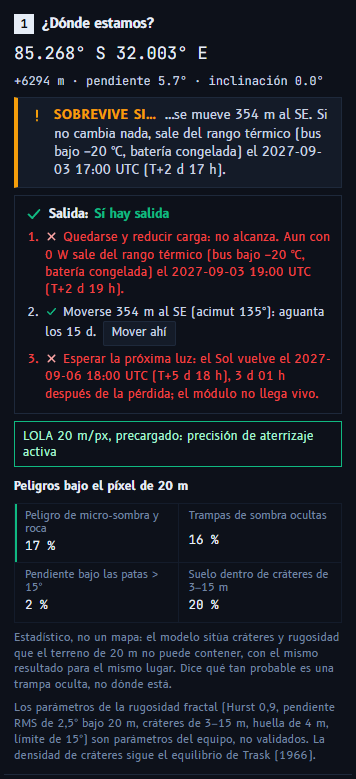 1 ¿Dónde estamos?
85.268° S 32.003° E
+6294 m · pendiente 5.7° · inclinación 0.0°
! SOBREVIVE SI... ...se mueve 354 m al SE. Si
no cambia nada, sale del rango térmico (bus
bajo −20 °C, batería congelada) el 2027-09-
03 17:00 UTC (T+2 d 17 h).
✓ Salida: Sí hay salida
1. ✕ Quedarse y reducir carga: no alcanza. Aun con
0 W sale del rango térmico (bus bajo −20 °C,
batería congelada) el 2027-09-03 19:00 UTC
(T+2 d 19 h).
2. ✓ Moverse 354 m al SE (acimut 135°): aguanta
los 15 d. Mover ahí
3. ✕ Esperar la próxima luz: el Sol vuelve el 2027-
09-06 18:00 UTC (T+5 d 18 h), 3 d 01 h
después de la pérdida; el módulo no llega vivo.
LOLA 20 m/px, precargado: precisión de aterrizaje
activa
Peligros bajo el píxel de 20 m
Peligro de micro-sombra y
roca
17 %
Trampas de sombra ocultas
16 %
Pendiente bajo las patas >
15°
2 %
Suelo dentro de cráteres de
3–15 m
20 %
Estadístico, no un mapa: el modelo sitúa cráteres y rugosidad
que el terreno de 20 m no puede contener, con el mismo
resultado para el mismo lugar. Dice qué tan probable es una
trampa oculta, no dónde está.
Los parámetros de la rugosidad fractal (Hurst 0,9, pendiente
RMS de 2,5° bajo 20 m, cráteres de 3–15 m, huella de 4 m,
límite de 15°) son parámetros del equipo, no validados. La
densidad de cráteres sigue el equilibrio de Trask (1966).